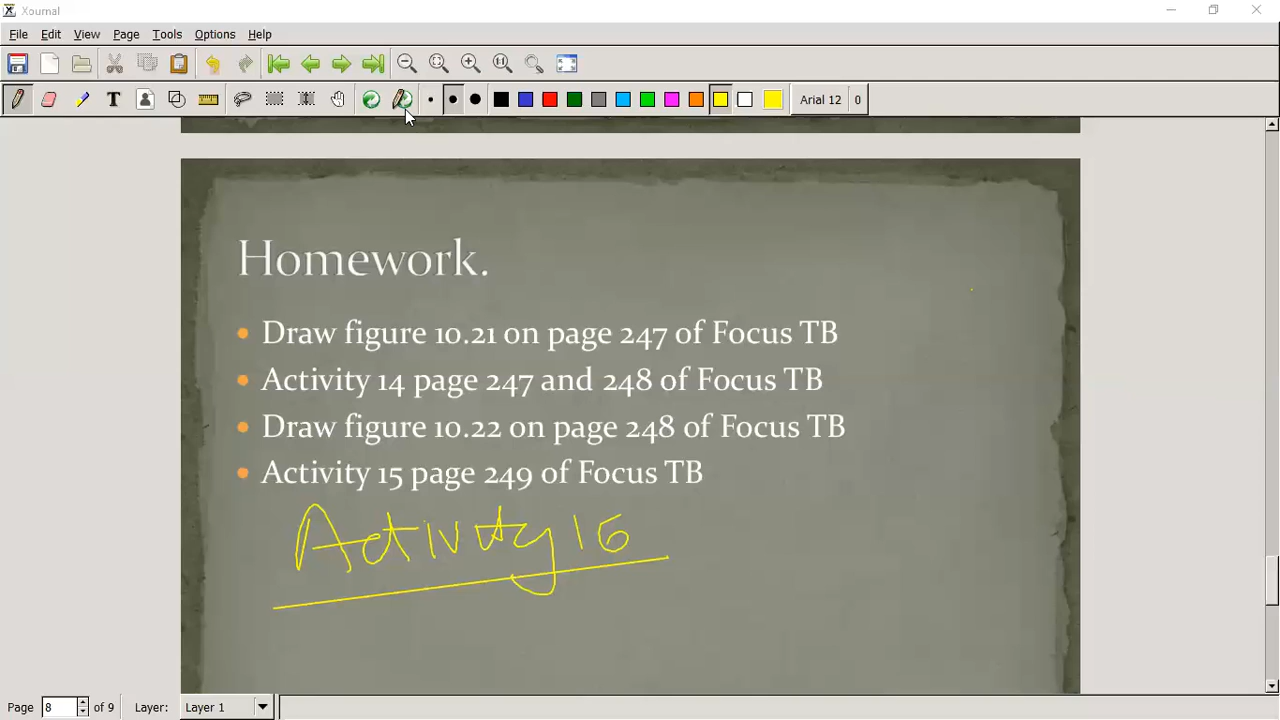 Xournal
File Edit View Page Tools Options Help
Arial 12 0
Homework.
Draw figure 10.21 on page 247 of Focus TB
Activity 14 page 247 and 248 of Focus TB
Draw figure 10.22 on page 248 of Focus TB
Activity 15 page 249 of Focus TB
Activity 16
Page 8 of 9 Layer: Layer 1